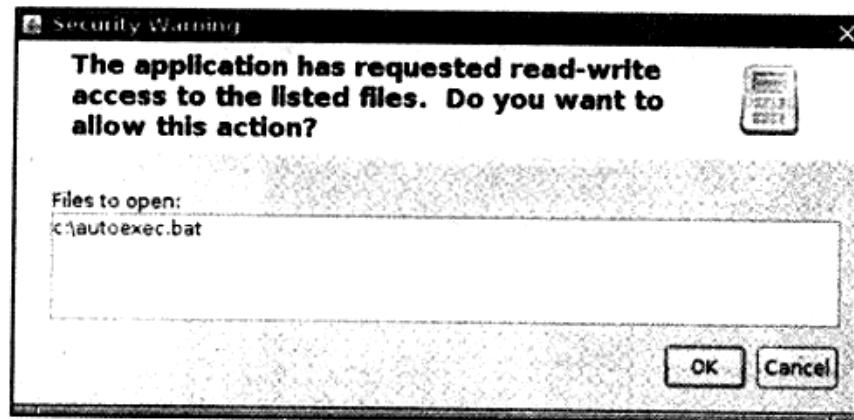 Security Warning
The application has requested read-write
access to the listed files.  Do you want to
allow this action?
Files to open:
c:\autoexec.bat
OK
Cancel